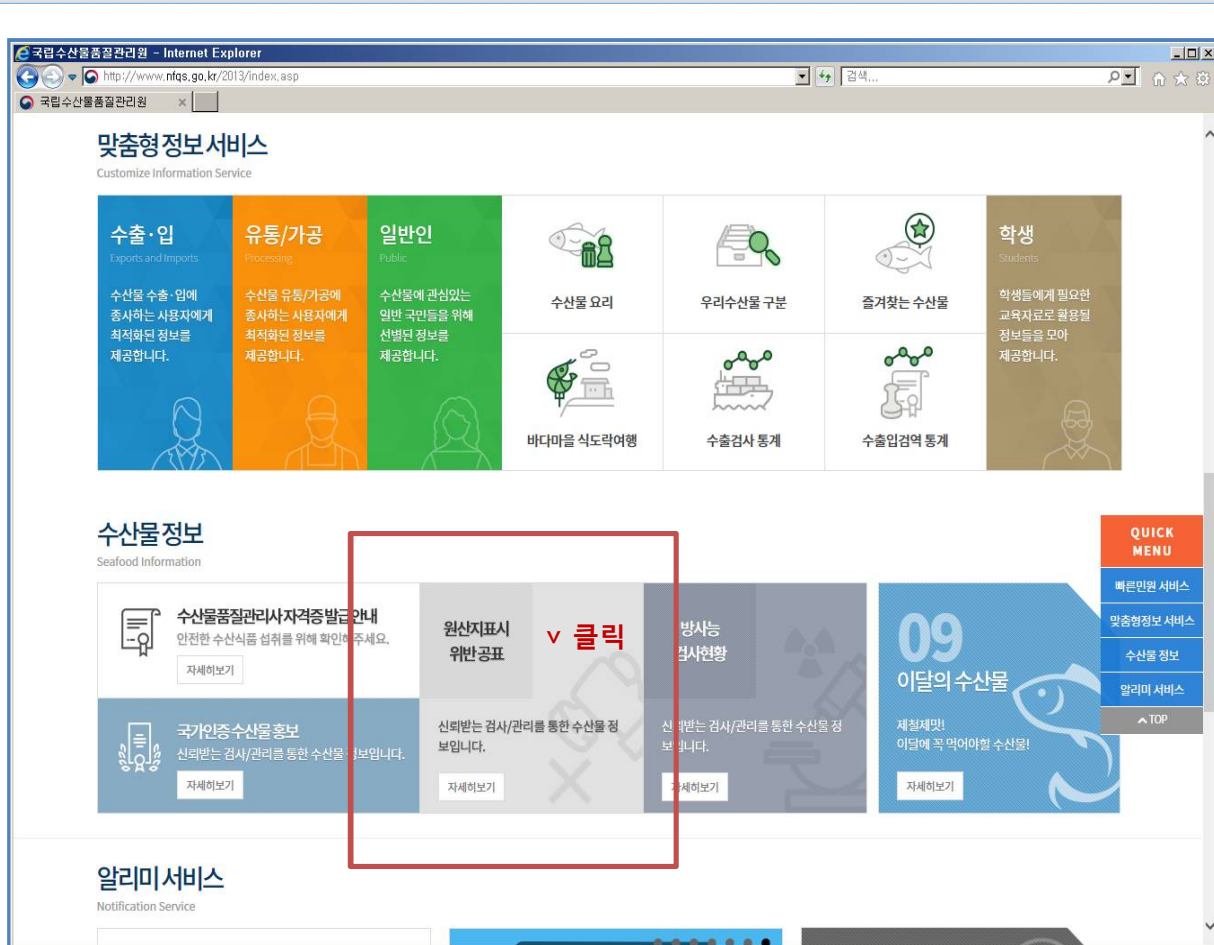 국립수산물품질관리원 - Internet Explorer
http://www.nfqs.go.kr/2013/index.asp
검색...
국립수산물품질관리원
맞춤형 정보 서비스
Customize Information Service
수출·입
Exports and Imports
수산물 수출·입에
종사하는 사용자에게
최적화된 정보를
제공합니다.
유통/가공
Processing
수산물 유통/가공에
종사하는 사용자에게
최적화된 정보를
제공합니다.
일반인
Public
수산물에 관심있는
일반 국민들을 위해
선별된 정보를
제공합니다.
수산물 요리
우리수산물 구분
즐겨찾는 수산물
바다마을 식도락여행
수출검사 통계
수출입검역 통계
학생
Students
학생들에게 필요한
교육자료로 활용될
정보들을 모아
제공합니다.
수산물 정보
Seafood Information
수산물품질관리사 자격증 발급안내
안전한 수산식품 섭취를 위해 확인해주세요.
자세히보기
국가인증 수산물 홍보
신뢰받는 검사/관리를 통한 수산물 정보입니다.
자세히보기
원산지표시
위반공표
v 클릭
신뢰받는 검사/관리를 통한 수산물 정
보입니다.
자세히보기
방사능
검사현황
신뢰받는 검사/관리를 통한 수산물 정
보입니다.
자세히보기
09
이달의 수산물
제철제맛!
이달에 꼭 먹어야할 수산물!
자세히보기
QUICK
MENU
빠른민원 서비스
맞춤형정보 서비스
수산물 정보
알리미 서비스
TOP
알리미 서비스
Notification Service